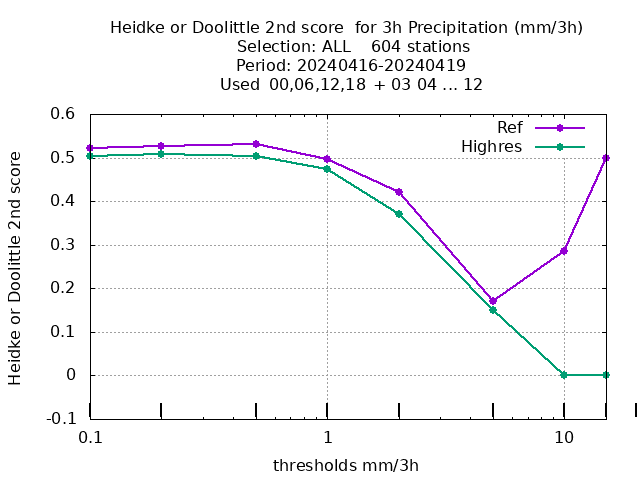 Heidke or Doolittle 2nd score  for 3h Precipitation (mm/3h)
Selection: ALL    604 stations
Period: 20240416-20240419
Used  00,06,12,18  + 03 04 ... 12
Ref
Highres
Heidke or Doolittle 2nd score
0.6
0.5
0.4
0.3
0.2
0.1
0
-0.1
0.1 1 10
thresholds mm/3h